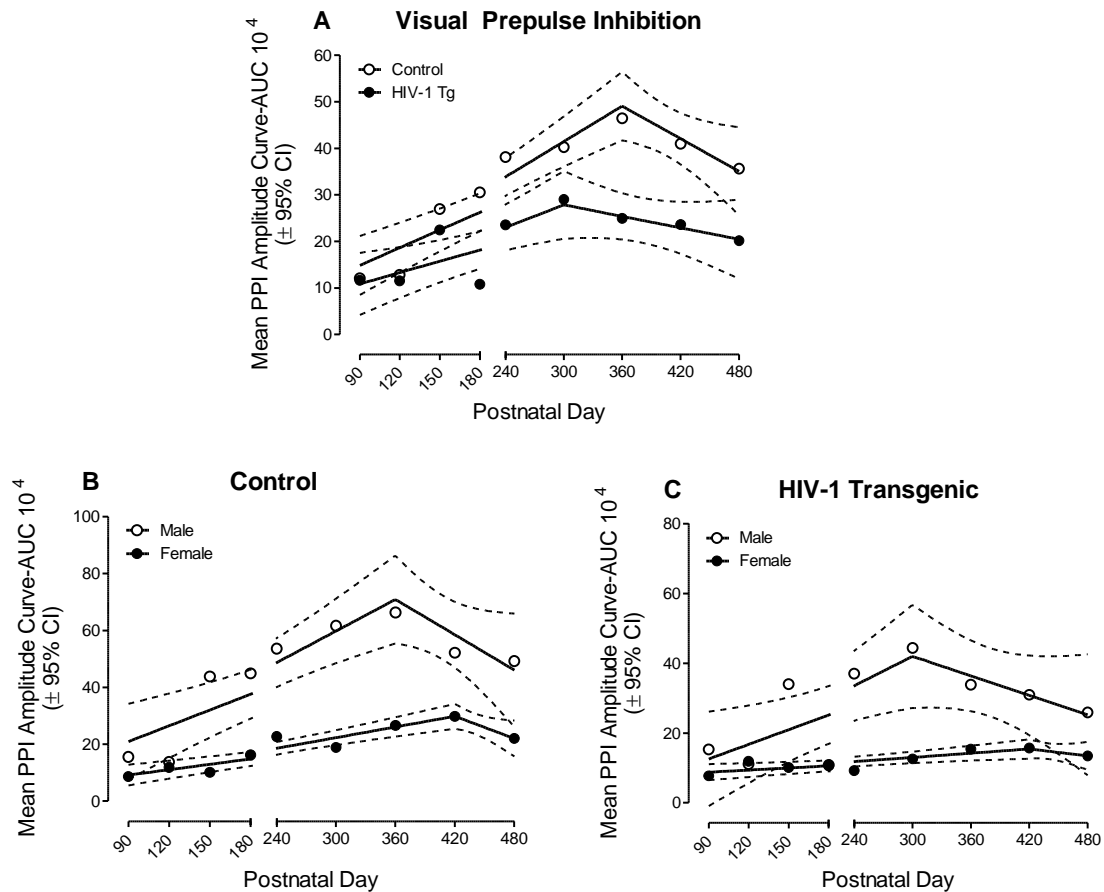 A Visual Prepulse Inhibition
Mean PPI Amplitude Curve-AUC 10 4
(± 95% CI)
60
50
40
30
20
10
0
Control
HIV-1 Tg
90 120 150 180 240 300 360 420 480
Postnatal Day
B Control
Mean PPI Amplitude Curve-AUC 10 4
(± 95% CI)
100
80
60
40
20
0
Male
Female
90 120 150 180 240 300 360 420 480
Postnatal Day
C HIV-1 Transgenic
Mean PPI Amplitude Curve-AUC 10 4
(± 95% CI)
80
60
40
20
0
Male
Female
90 120 150 180 240 300 360 420 480
Postnatal Day